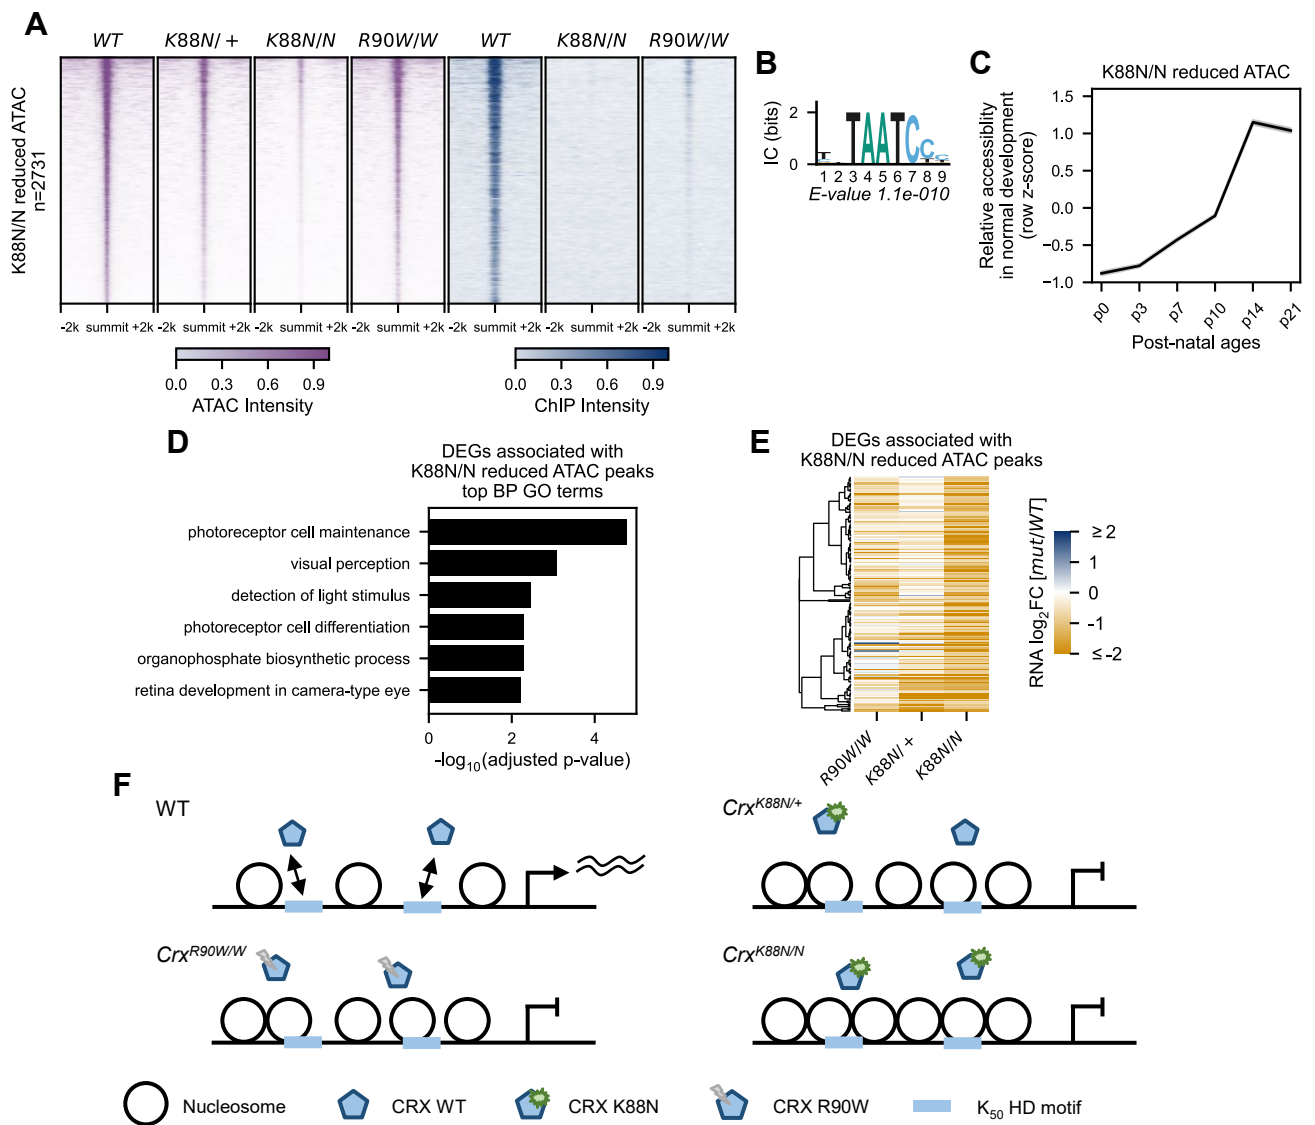 A
WT
K88N/+
K88N/N
R90W/W
WT
K88N/N
R90W/W
K88N/N reduced ATAC
n=2731
-2k summit +2k -2k summit +2k -2k summit +2k -2k summit +2k -2k summit +2k -2k summit +2k -2k summit +2k
0.0 0.3 0.6 0.9
ATAC Intensity
0.0 0.3 0.6 0.9
ChIP Intensity
B
IC (bits)
2
0
TAATCC
1 2 3 4 5 6 7 8 9
E-value 1.1e-010
C
K88N/N reduced ATAC
Relative accessiblity
in normal development
(row z-score)
1.5
1.0
0.5
0.0
−0.5
−1.0
p0 p3 p7 p10 p14 p21
Post-natal ages
D
DEGs associated with
K88N/N reduced ATAC peaks
top BP GO terms
photoreceptor cell maintenance
visual perception
detection of light stimulus
photoreceptor cell differentiation
organophosphate biosynthetic process
retina development in camera-type eye
0 2 4
-log10(adjusted p-value)
E
DEGs associated with
K88N/N reduced ATAC peaks
R90W/W
K88N/+
K88N/N
RNA log2FC [mut/WT]
≥2
1
0
-1
≤-2
F
WT
CrxK88N/+
CrxR90W/W
CrxK88N/N
Nucleosome
CRX WT
CRX K88N
CRX R90W
K50 HD motif